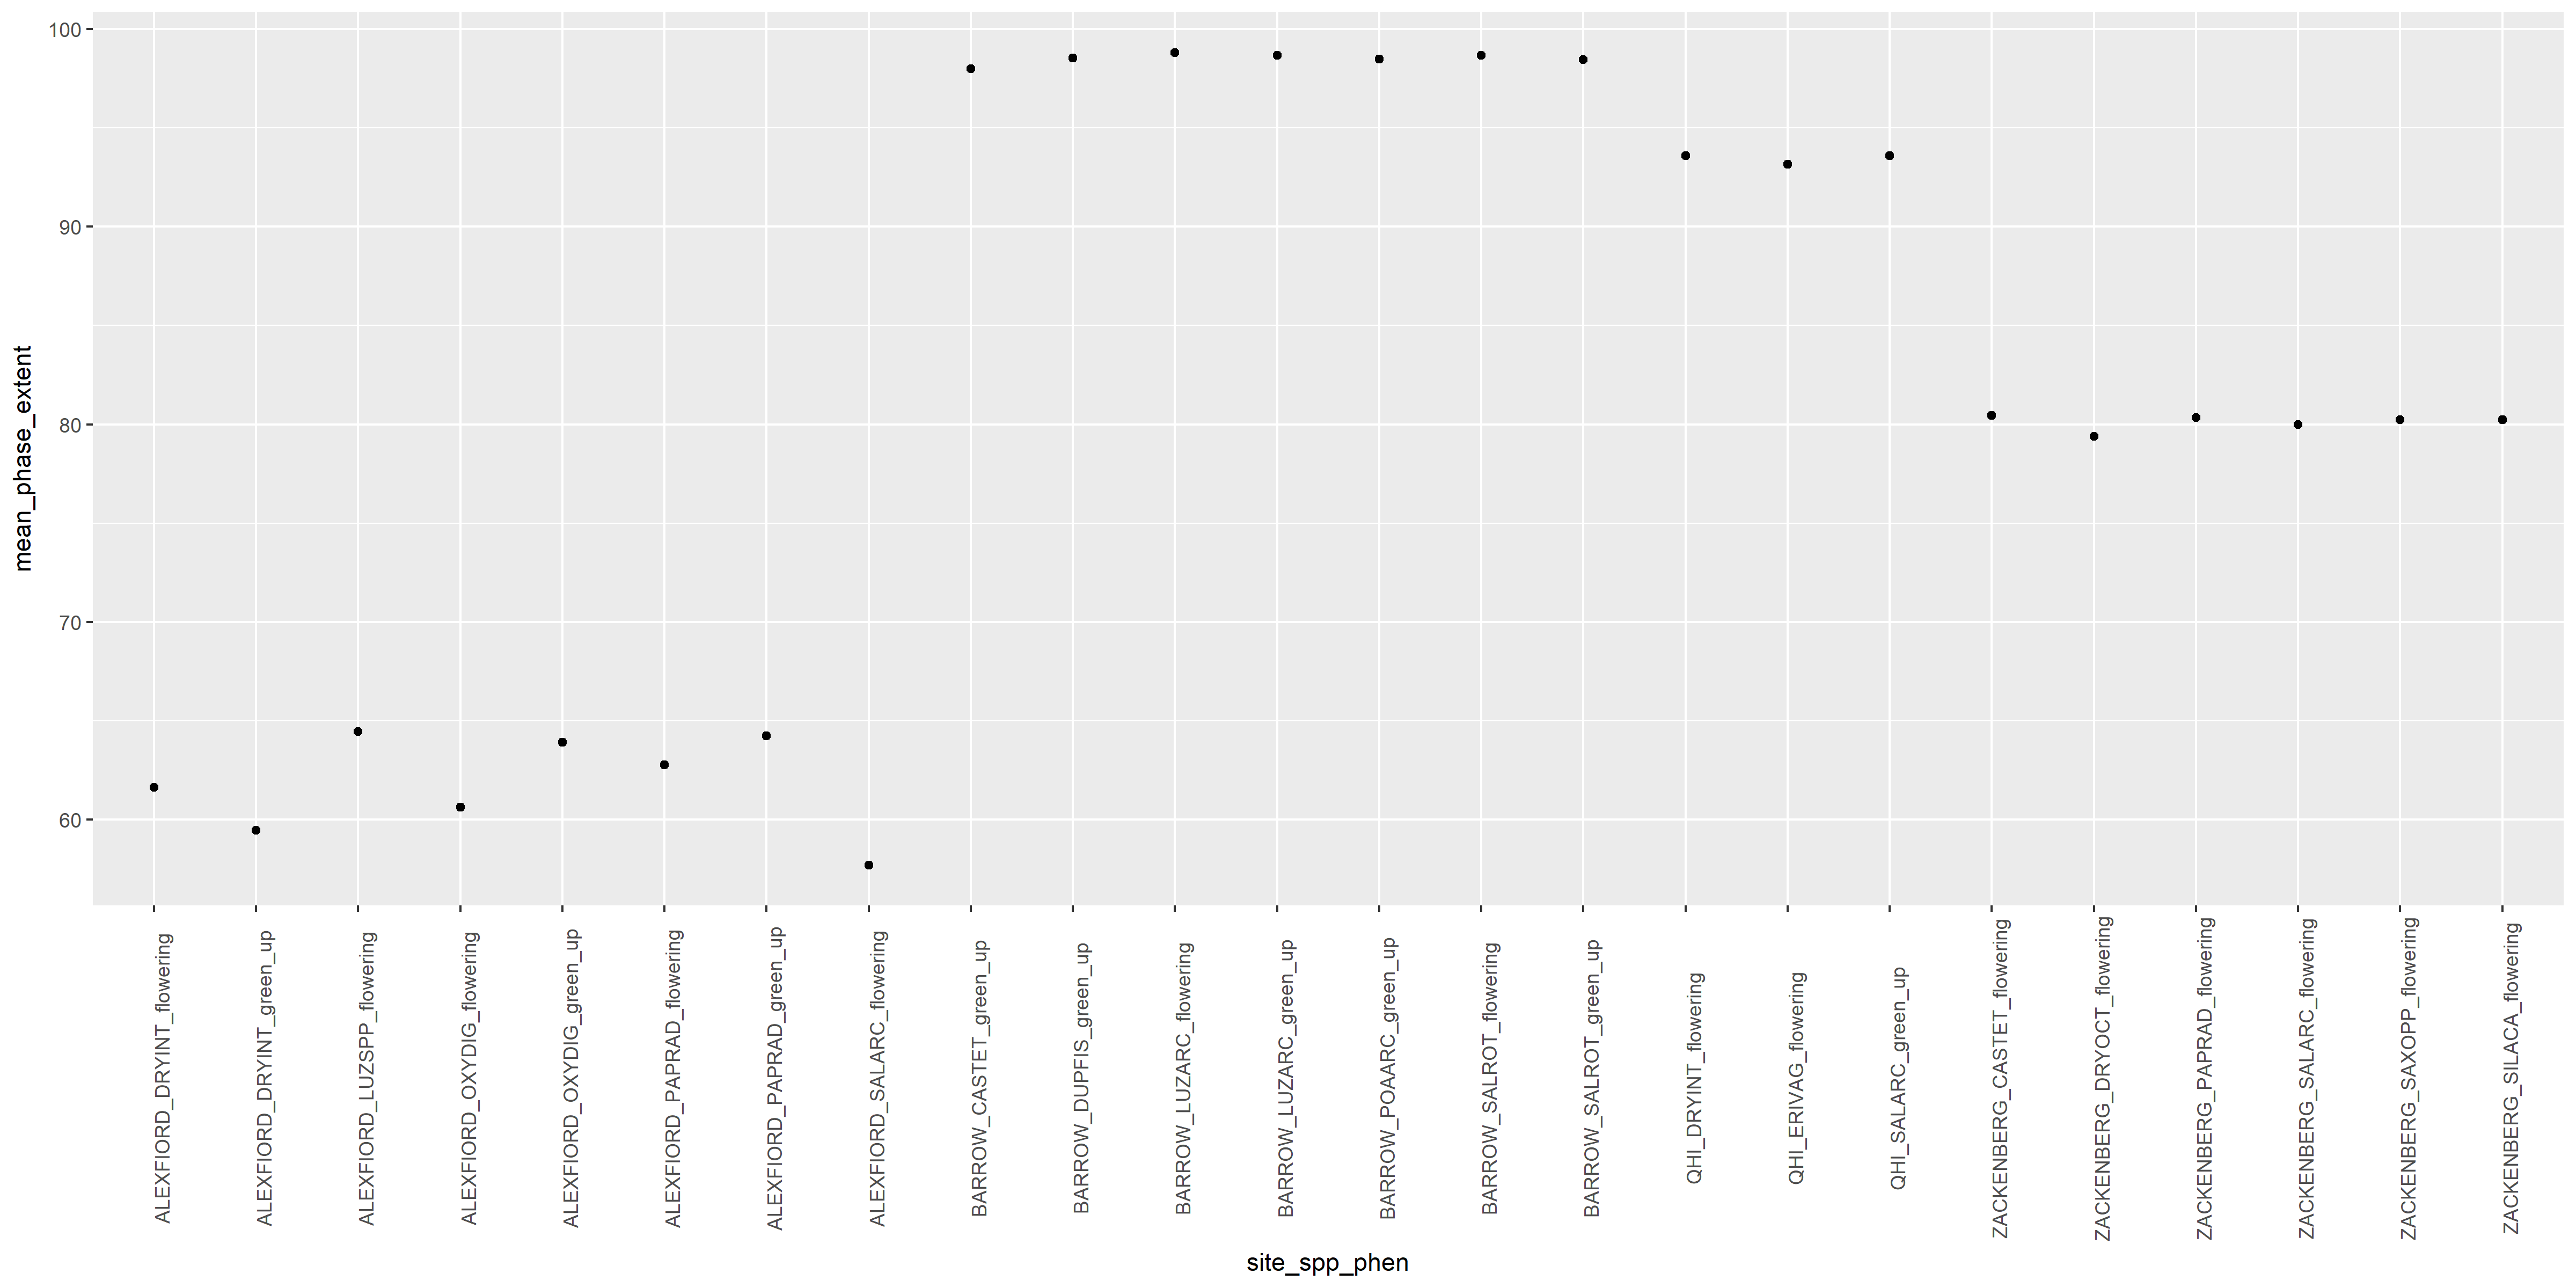 mean_phase_extent
100
90
80
70
60
ALEXFIORD_DRYINT_flowering
ALEXFIORD_DRYINT_green_up
ALEXFIORD_LUZSPP_flowering
ALEXFIORD_OXYDIG_flowering
ALEXFIORD_OXYDIG_green_up
ALEXFIORD_PAPRAD_flowering
ALEXFIORD_PAPRAD_green_up
ALEXFIORD_SALARC_flowering
BARROW_CASTET_green_up
BARROW_DUPFIS_green_up
BARROW_LUZARC_flowering
BARROW_LUZARC_green_up
BARROW_POAARC_green_up
BARROW_SALROT_flowering
BARROW_SALROT_green_up
QHI_DRYINT_flowering
QHI_ERIVAG_flowering
QHI_SALARC_green_up
ZACKENBERG_CASTET_flowering
ZACKENBERG_DRYOCT_flowering
ZACKENBERG_PAPRAD_flowering
ZACKENBERG_SALARC_flowering
ZACKENBERG_SAXOPP_flowering
ZACKENBERG_SILACA_flowering
site_spp_phen